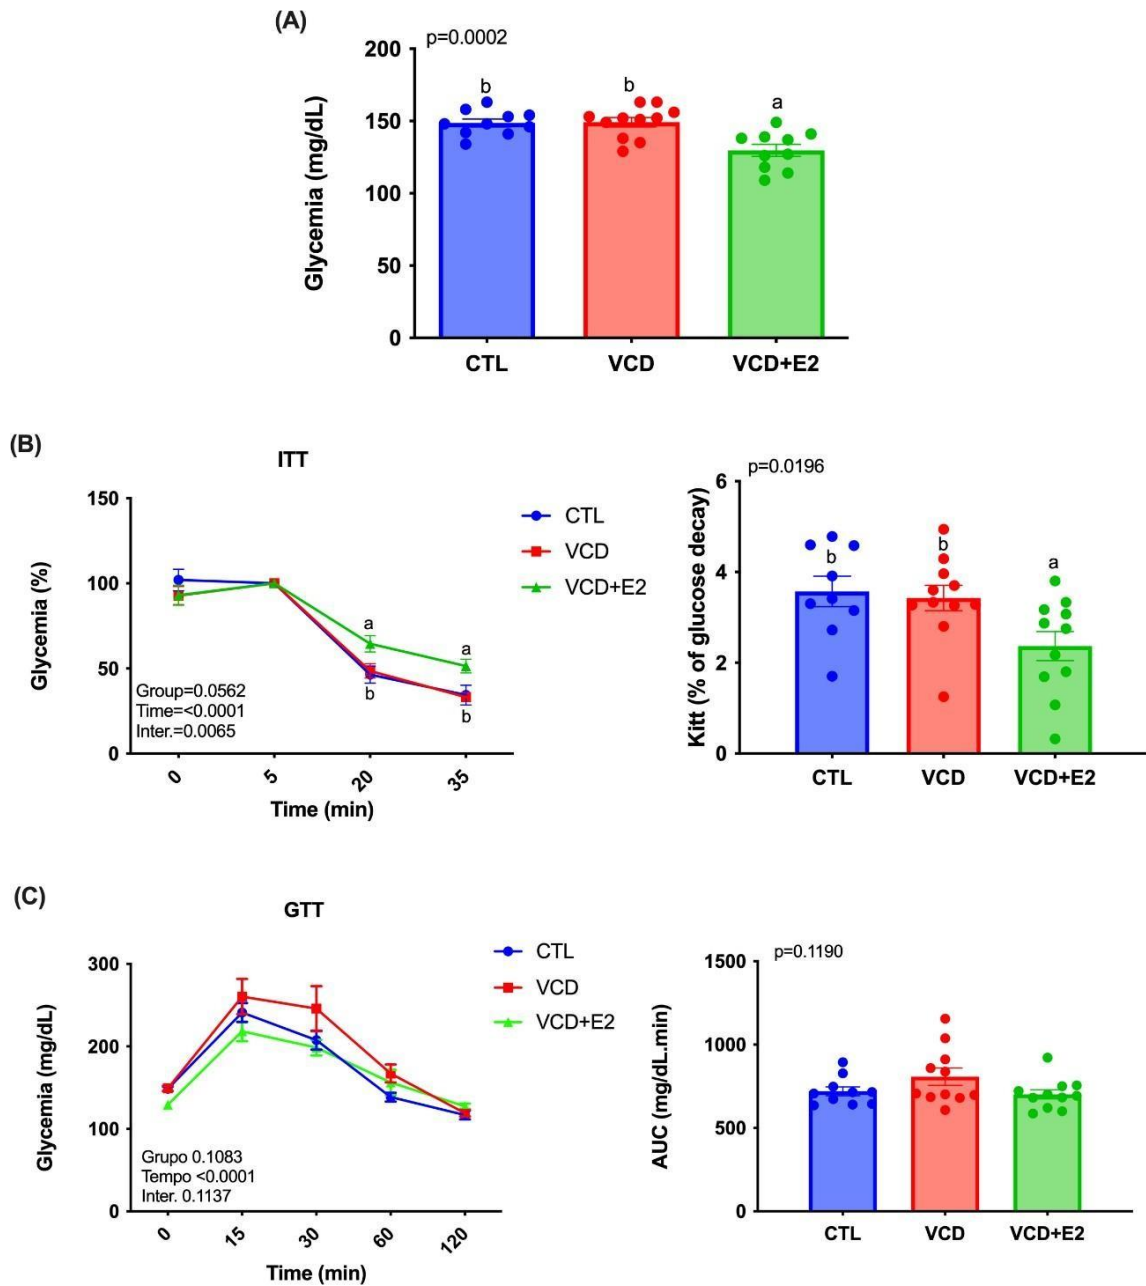 (A)
p=0.0002
Glycemia (mg/dL)
200
150
100
50
0
b
b
a
CTL
VCD
VCD+E2
(B)
ITT
Glycemia (%)
150
100
50
0
a
a
b
b
Group=0.0562
Time=<0.0001
Inter.=0.0065
0
5
20
35
Time (min)
CTL
VCD
VCD+E2
p=0.0196
Kitt (% of glucose decay)
6
4
2
0
b
b
a
CTL
VCD
VCD+E2
(C)
GTT
Glycemia (mg/dL)
300
200
100
0
Grupo 0.1083
Tempo <0.0001
Inter. 0.1137
0
15
30
60
120
Time (min)
CTL
VCD
VCD+E2
p=0.1190
AUC (mg/dL.min)
1500
1000
500
0
CTL
VCD
VCD+E2